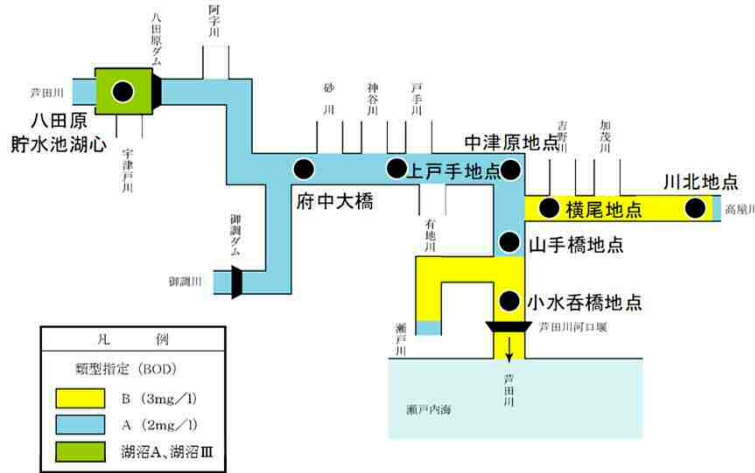 八田原ダム
阿字川
芦田川
八田原
貯水池湖心
宇津戸川
砂川
神谷川
戸手川
中津原地点
吉野川
加茂川
川北地点
上戸手地点
府中大橋
横尾地点
高屋川
御調ダム
有地川
山手橋地点
御調川
小水呑橋地点
瀬戸川
芦田川河口堰
芦田川
瀬戸内海
凡 例
類型指定（BOD）
B（3mg／l）
A（2mg／l）
湖沼A、湖沼Ⅲ